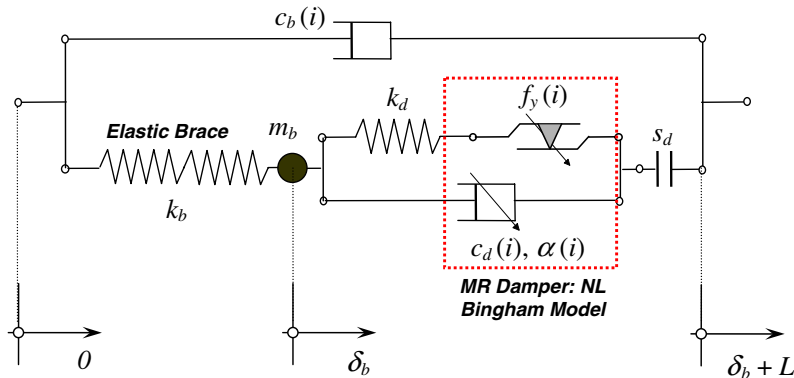 c_b(i)
k_d
f_y(i)
Elastic Brace
m_b
s_d
k_b
c_d(i), α(i)
MR Damper: NL
Bingham Model
0
δ_b
δ_b + L